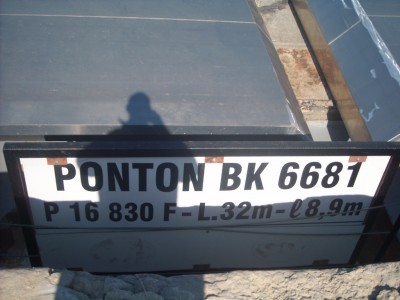 PONTON BK 6681
P 16 830 F - L.32m - ℓ8,9m